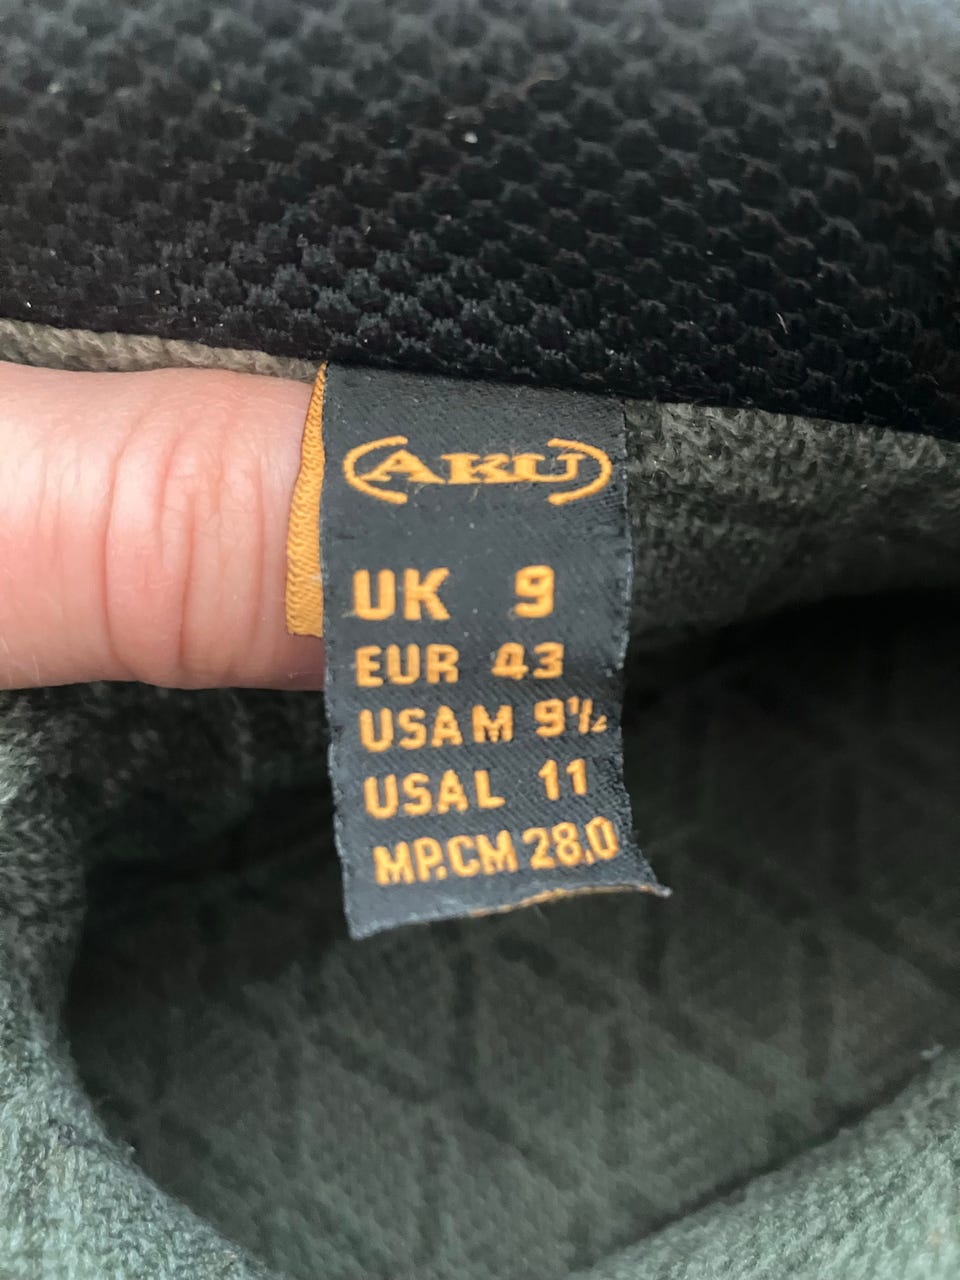 AKU
UK 9
EUR 43
USA M 9½
USA L 11
MP.CM 28,0